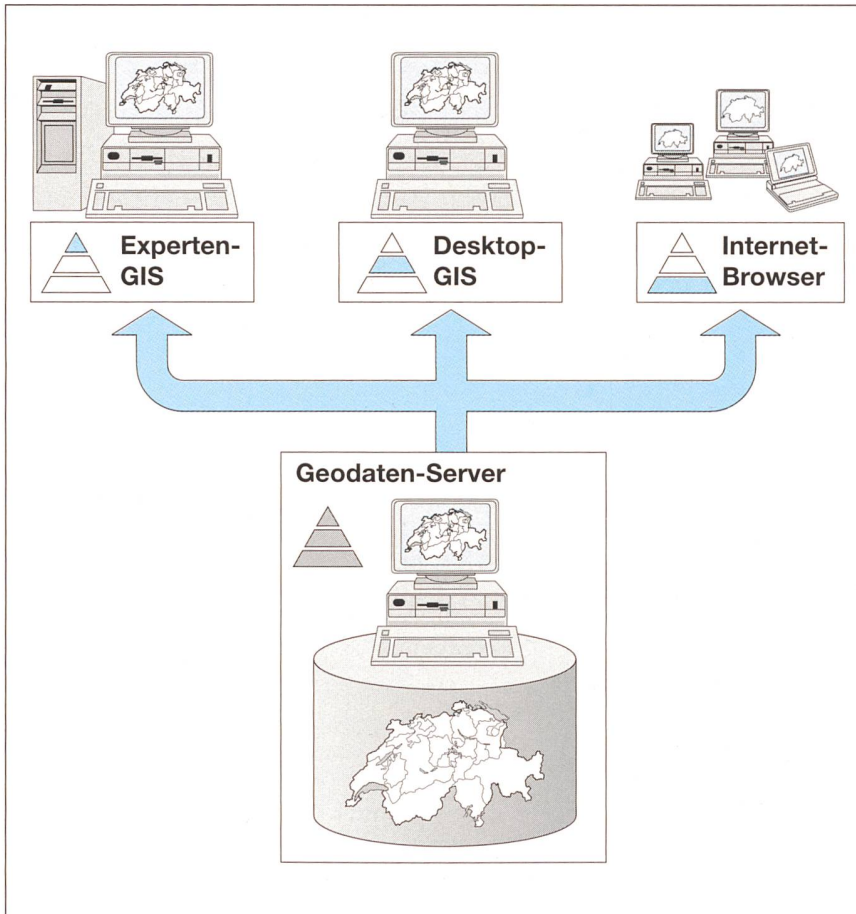 Experten-
GIS
Desktop-
GIS
Internet-
Browser
Geodaten-Server